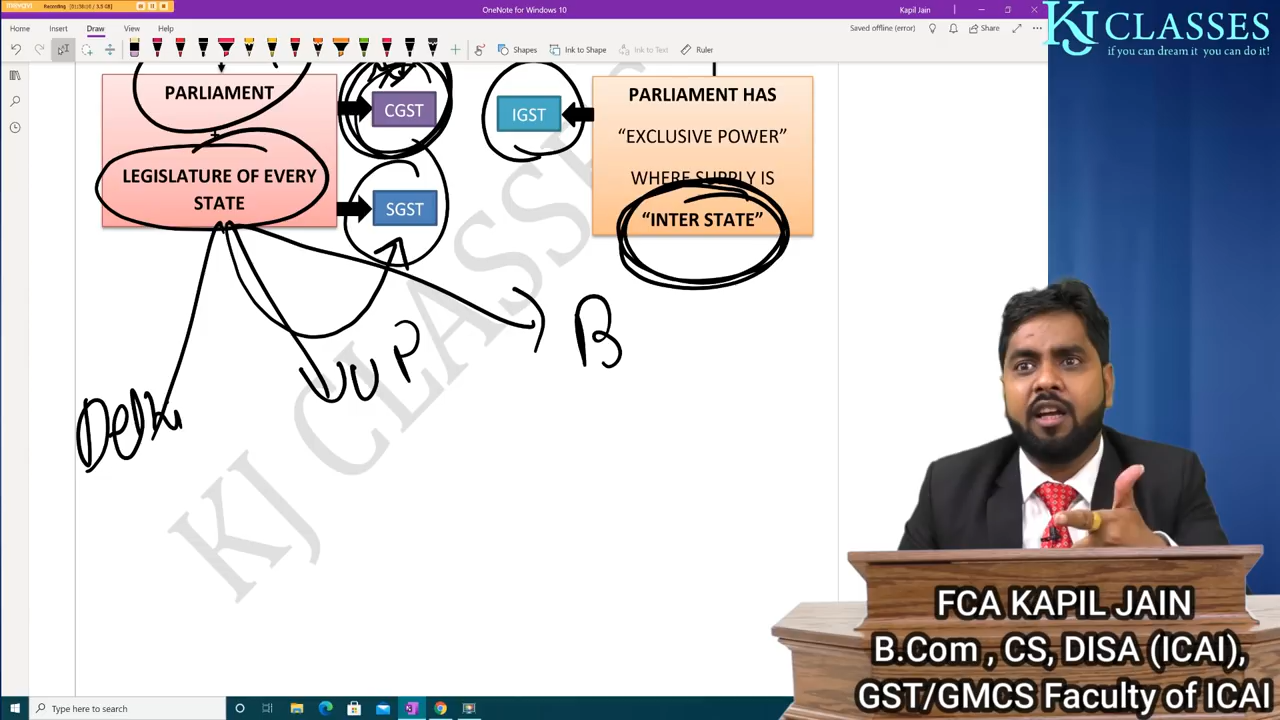 Recording
OneNote for Windows 10
Kapil Jain
Home Insert Draw View Help
Saved offline (error)
Share
Shapes
Ink to Shape
Ink to Text
Ruler
KJ CLASSES
if you can dream it you can do it!
PARLIAMENT
+
LEGISLATURE OF EVERY
STATE
CGST
SGST
IGST
PARLIAMENT HAS
“EXCLUSIVE POWER”
WHERE SUPPLY IS
“INTER STATE”
Delhi
UP
B
KJ CLASSES
FCA KAPIL JAIN
B.Com , CS, DISA (ICAI),
GST/GMCS Faculty of ICAI
Type here to search